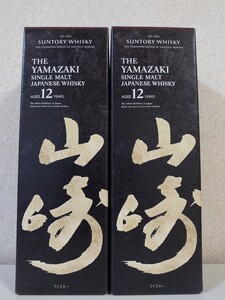 SUNTORY WHISKY
THE
YAMAZAKI
SINGLE MALT
JAPANESE WHISKY
AGED 12 YEARS
山崎
ウイスキー
SUNTORY WHISKY
THE
YAMAZAKI
SINGLE MALT
JAPANESE WHISKY
AGED 12 YEARS
山崎
ウイスキー